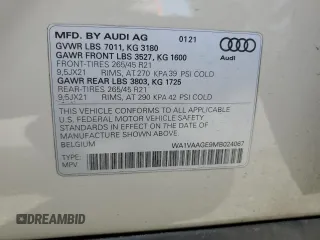 MFD. BY AUDI AG 01 21
GVWR LBS 7011, KG 3180
GAWR FRONT LBS 3527, KG 1600
FRONT-TIRES 265/45 R21
9,5JX21 RIMS, AT 270 KPA 39 PSI COLD
GAWR REAR LBS 3803, KG 1725
REAR-TIRES 265/45 R21
9,5JX21 RIMS, AT 290 KPA 42 PSI COLD
Audi
THIS VEHICLE CONFORMS TO ALL APPLICABLE
U.S. FEDERAL MOTOR VEHICLE SAFETY STANDARDS
IN EFFECT ON THE DATE OF
MANUFACTURE SHOWN ABOVE.
BELGIUM WA1VAAGE9MB024067
TYPE:
MPV
DREAMBID